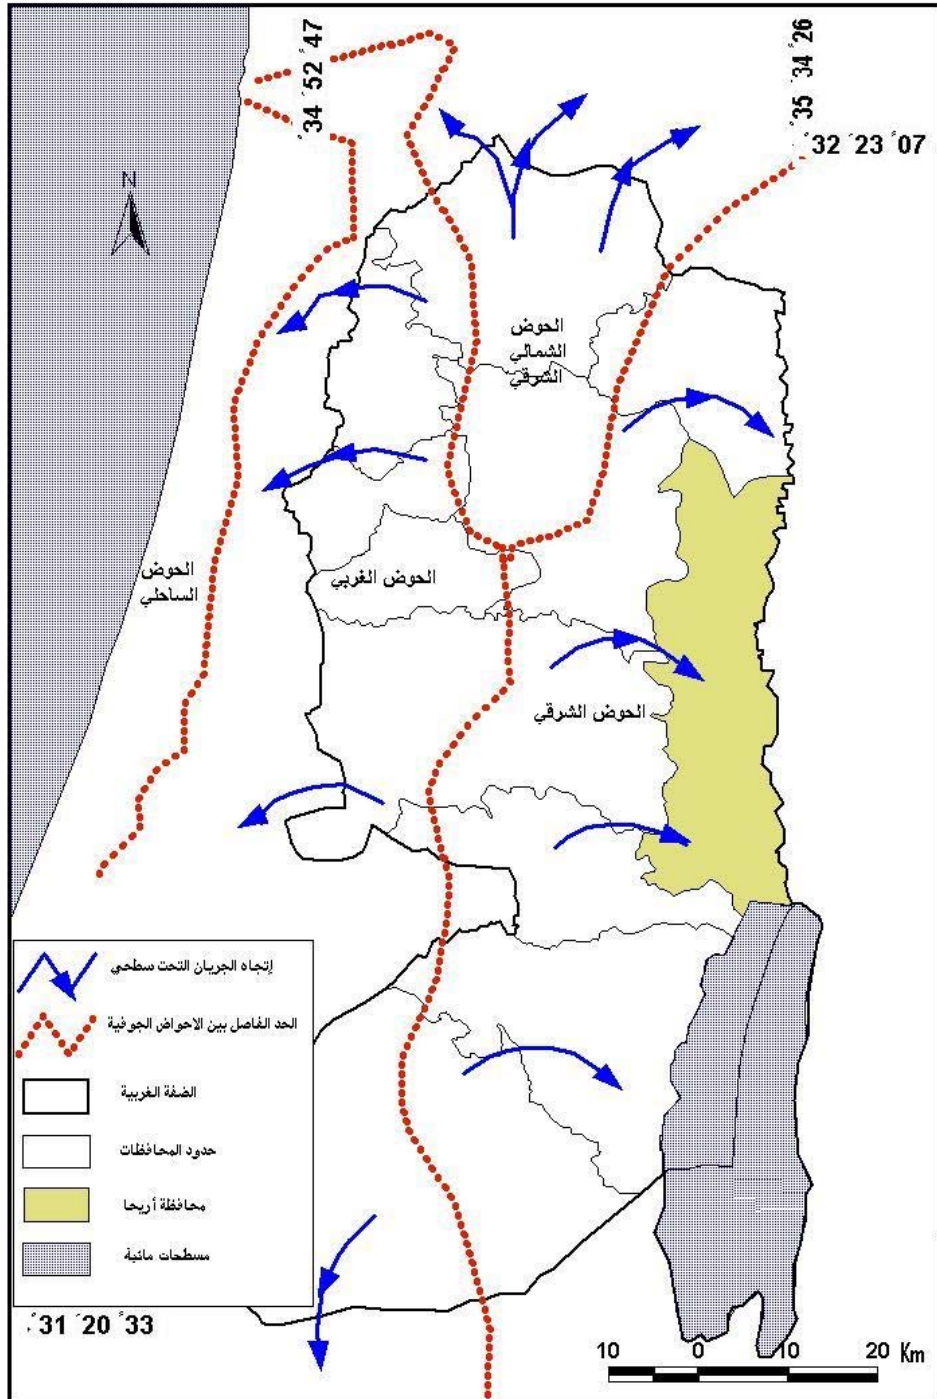 °34 ´52 ˝47
°35 ´34 ˝26
°32 ´23 ˝07
N
الحوض
الشمالي
الشرقي
الحوض
الساحلي
الحوض الغربي
الحوض الشرقي
إتجاه الجريان التحت سطحي
الحد الفاصل بين الاحواض الجوفية
الضفة الغربية
حدود المحافظات
محافظة أريحا
مسطحات مائية
°31 ´20 ˝33
10 0 10 20 Km